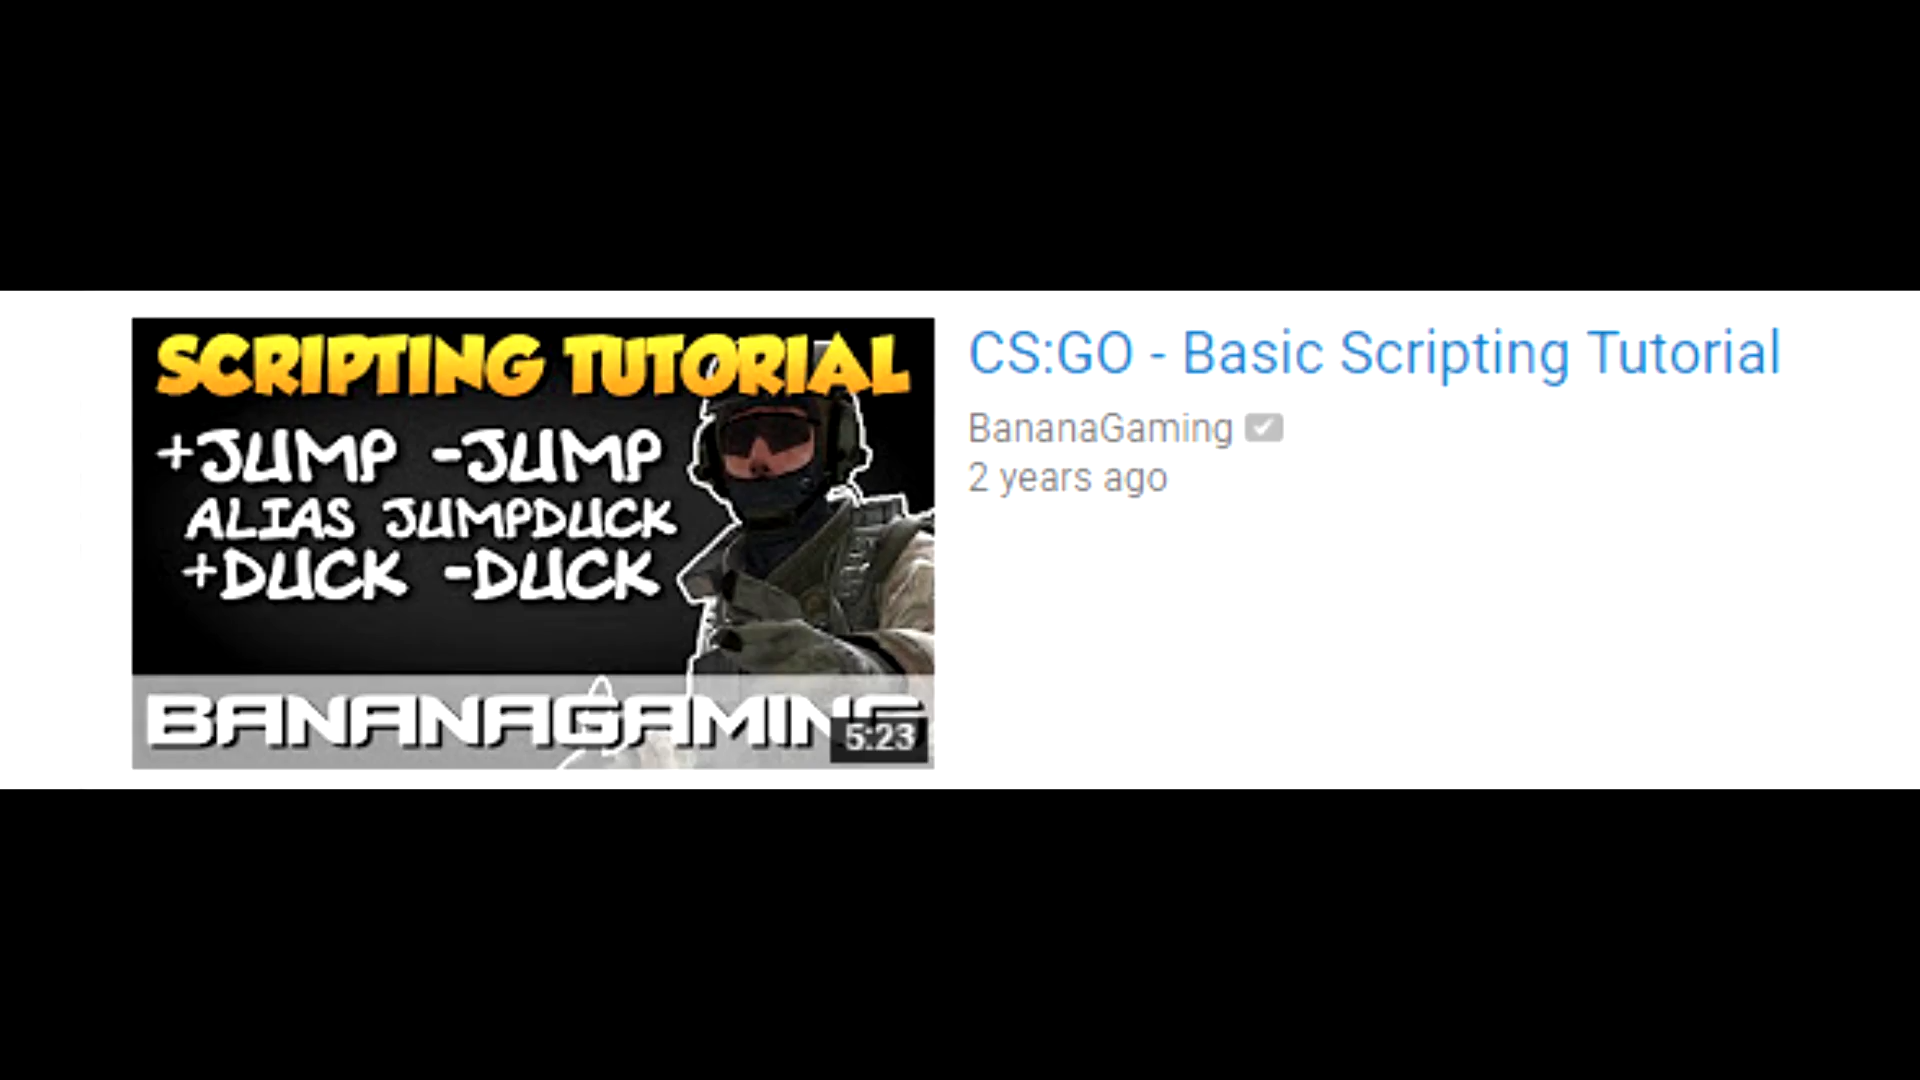 SCRIPTING TUTORIAL
+JUMP -JUMP
ALIAS JUMPDUCK
+DUCK -DUCK
BANANAGAMING
5:23
CS:GO - Basic Scripting Tutorial
BananaGaming
2 years ago